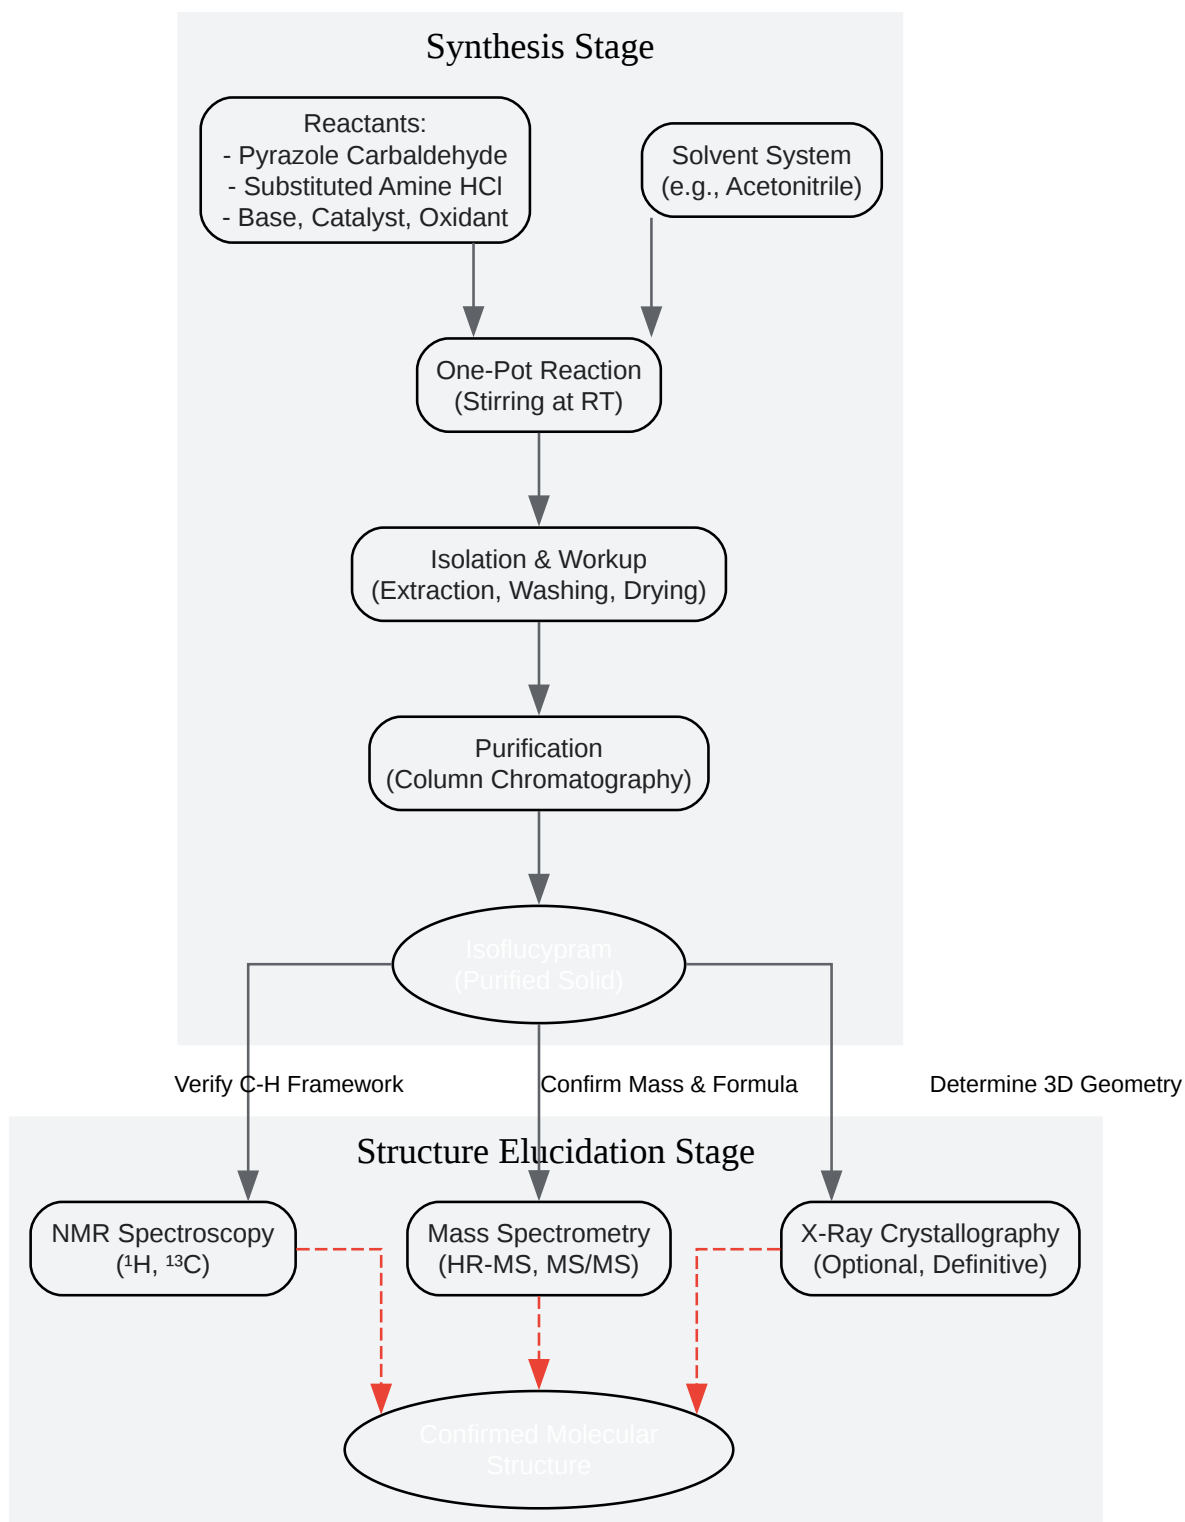 Synthesis Stage
Reactants:
- Pyrazole Carbaldehyde
- Substituted Amine HCl
- Base, Catalyst, Oxidant
Solvent System
(e.g., Acetonitrile)
One-Pot Reaction
(Stirring at RT)
Isolation & Workup
(Extraction, Washing, Drying)
Purification
(Column Chromatography)
Isoflucypram
(Purified Solid)
Verify C-H Framework
Confirm Mass & Formula
Determine 3D Geometry
Structure Elucidation Stage
NMR Spectroscopy
(¹H, ¹³C)
Mass Spectrometry
(HR-MS, MS/MS)
X-Ray Crystallography
(Optional, Definitive)
Confirmed Molecular
Structure